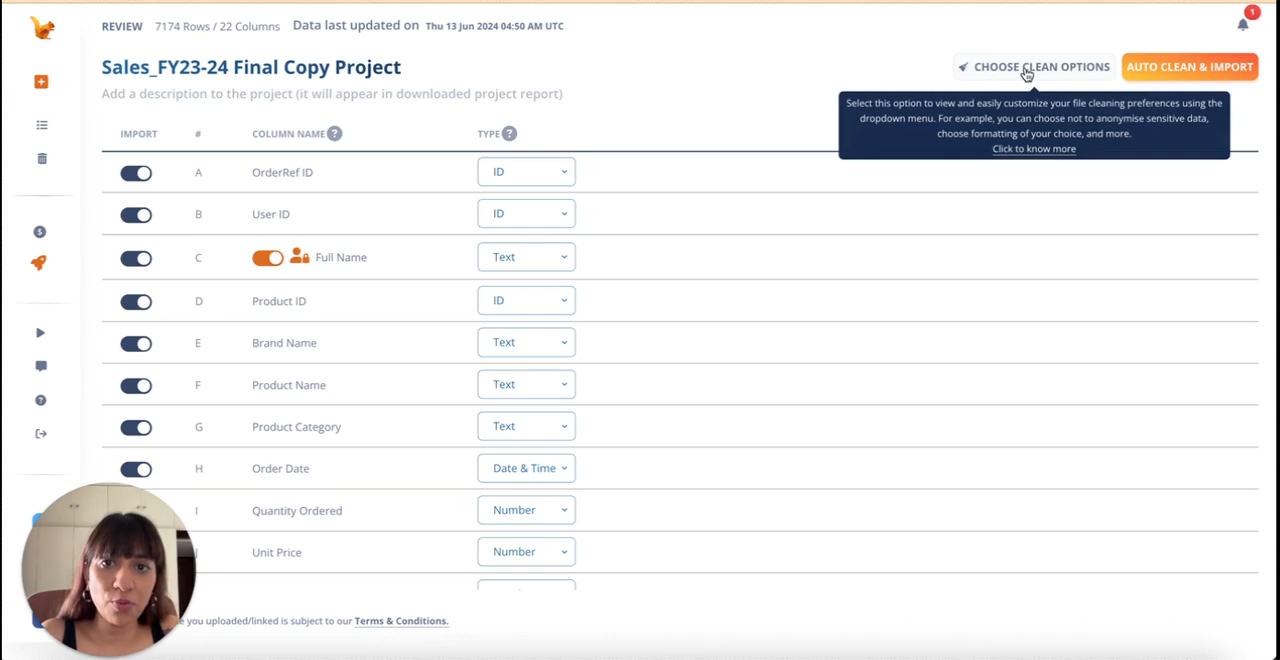 REVIEW 7174 Rows / 22 Columns Data last updated on Thu 13 Jun 2024 04:50 AM UTC
1
Sales_FY23-24 Final Copy Project
CHOOSE CLEAN OPTIONS
AUTO CLEAN & IMPORT
Add a description to the project (it will appear in downloaded project report)
Select this option to view and easily customize your file cleaning preferences using the
dropdown menu. For example, you can choose not to anonymise sensitive data,
choose formatting of your choice, and more.
Click to know more
IMPORT # COLUMN NAME ? TYPE ?
A OrderRef ID ID
B User ID ID
C Full Name Text
D Product ID ID
E Brand Name Text
F Product Name Text
G Product Category Text
H Order Date Date & Time
I Quantity Ordered Number
Unit Price Number
you uploaded/linked is subject to our Terms & Conditions.